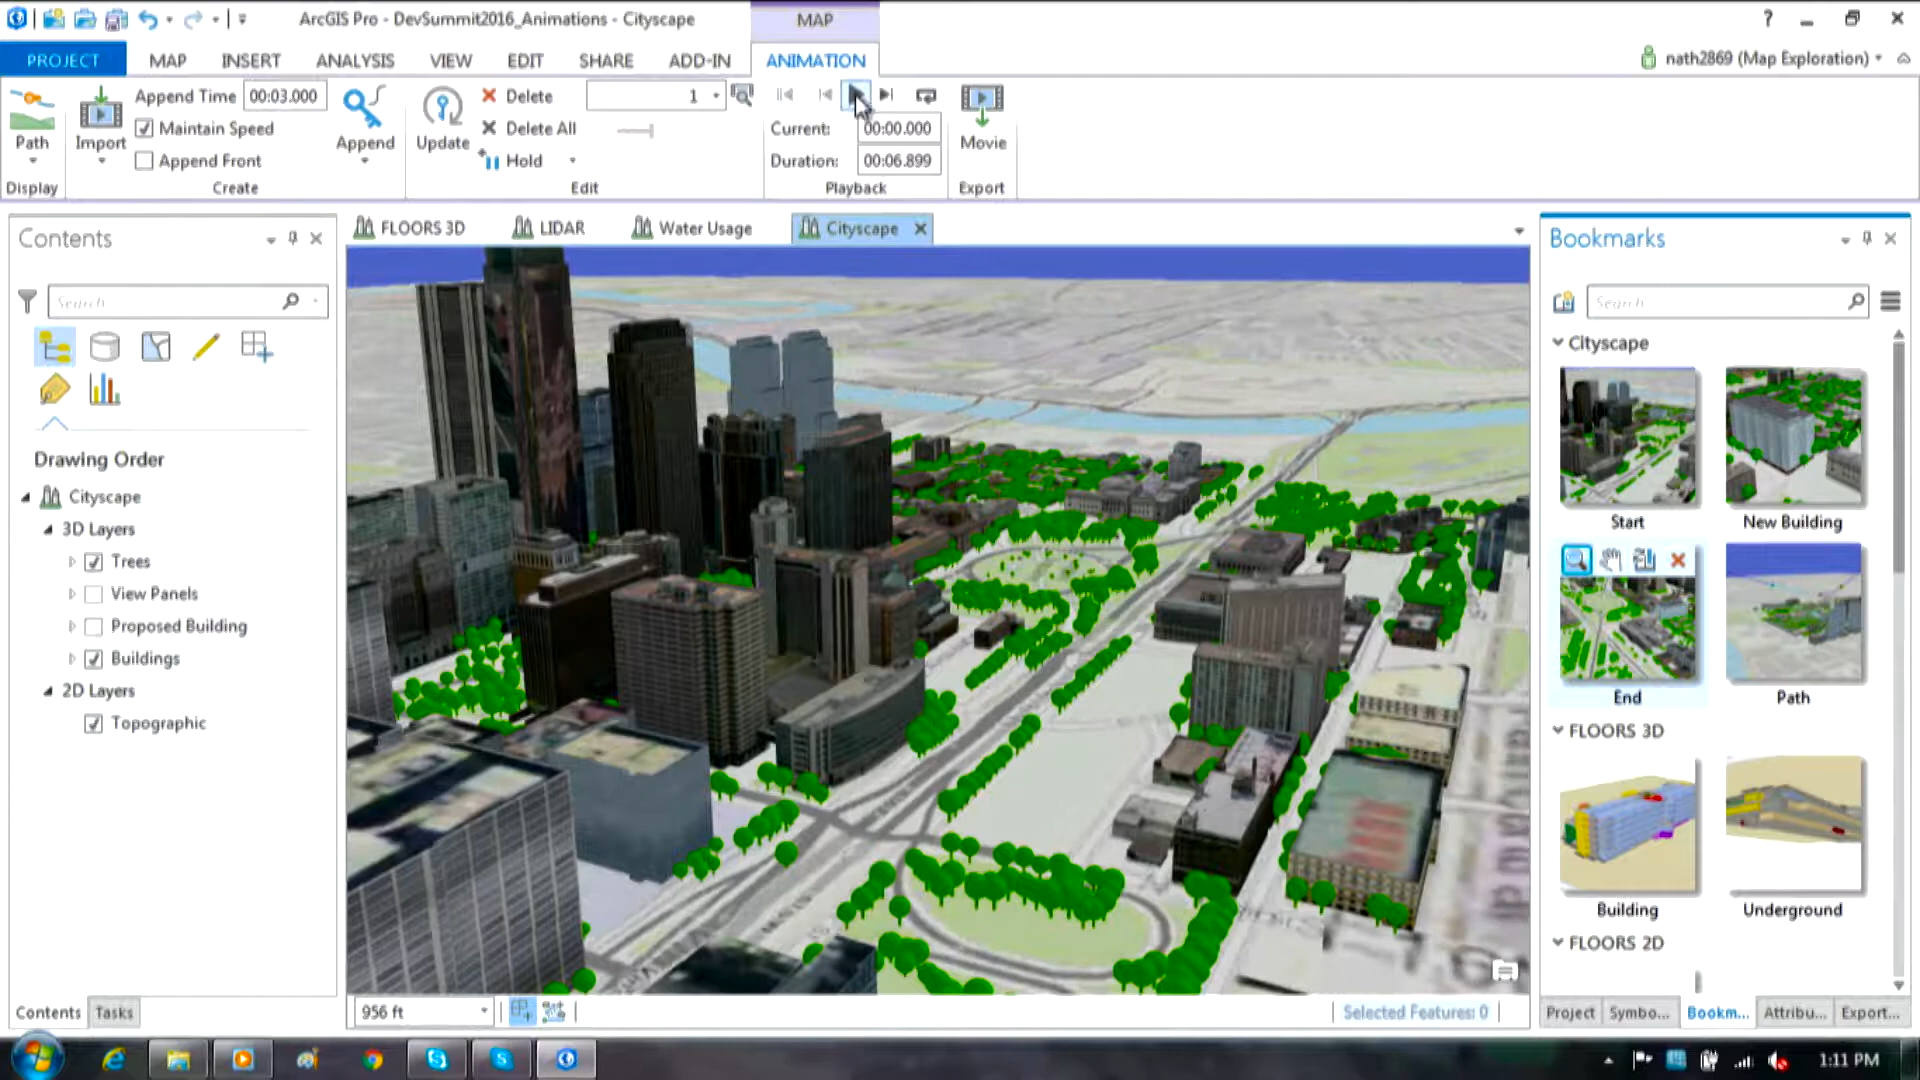 ArcGIS Pro - DevSummit2016_Animations - Cityscape
MAP
?
PROJECT
MAP
INSERT
ANALYSIS
VIEW
EDIT
SHARE
ADD-IN
ANIMATION
nath2869 (Map Exploration)
Path
Display
Import
Append Time 00:03.000
Maintain Speed
Append Front
Append
Create
Update
Delete
Delete All
Hold
1
Edit
Current: 00:00.000
Duration: 00:06.899
Playback
Movie
Export
Contents
Search
Drawing Order
Cityscape
3D Layers
Trees
View Panels
Proposed Building
Buildings
2D Layers
Topographic
Contents
Tasks
FLOORS 3D
LIDAR
Water Usage
Cityscape
956 ft
Selected Features: 0
Bookmarks
Search
Cityscape
Start
New Building
End
Path
FLOORS 3D
Building
Underground
FLOORS 2D
Project
Symbo...
Bookm...
Attribu...
Export...
1:11 PM